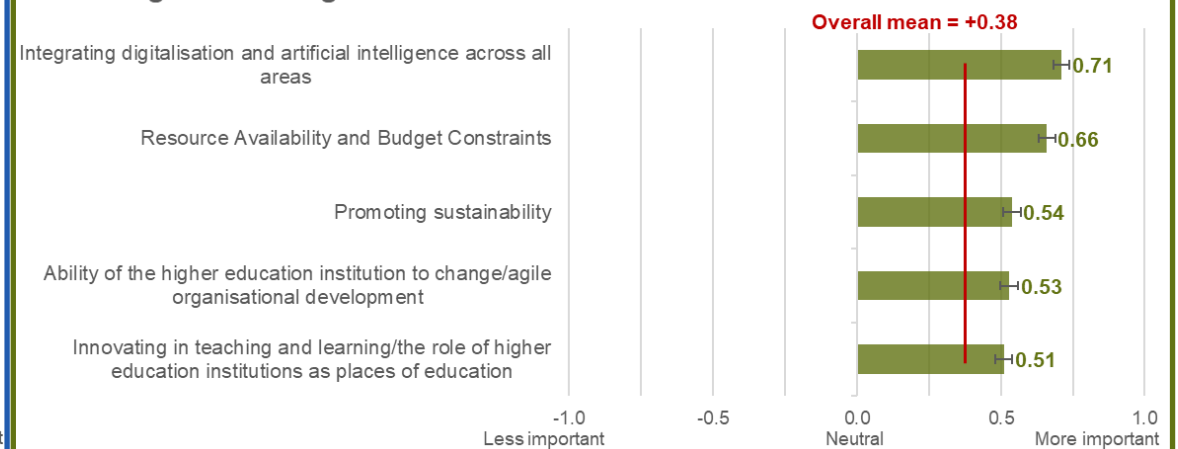 Overall mean = +0.38
Integrating digitalisation and artificial intelligence across all
areas
0.71
Resource Availability and Budget Constraints
0.66
Promoting sustainability
0.54
Ability of the higher education institution to change/agile
organisational development
0.53
Innovating in teaching and learning/the role of higher
education institutions as places of education
0.51
-1.0 -0.5 0.0 0.5 1.0
Less important Neutral More important